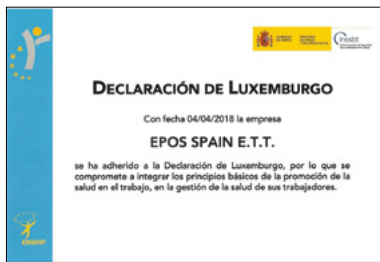 DECLARACIÓN DE LUXEMBURGO
Con fecha 04/04/2018 la empresa
EPOS SPAIN E.T.T.
se ha adherido a la Declaración de Luxemburgo, por lo que se
compromete a integrar los principios básicos de la promoción de la
salud en el trabajo, en la gestión de la salud de sus trabajadores.
ENWHP